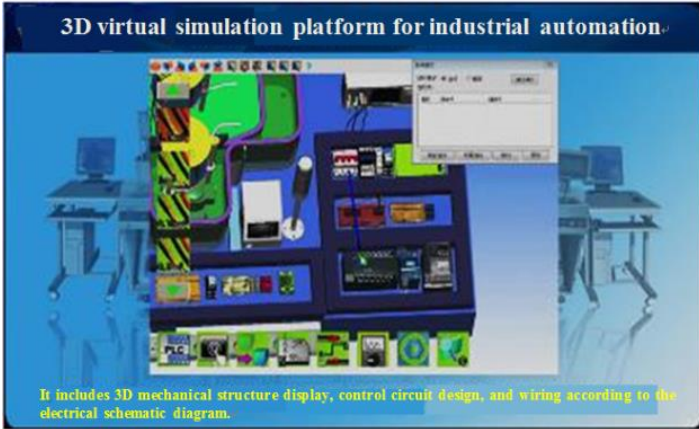 3D virtual simulation platform for industrial automation
PLC
It includes 3D mechanical structure display, control circuit design, and wiring according to the
electrical schematic diagram.